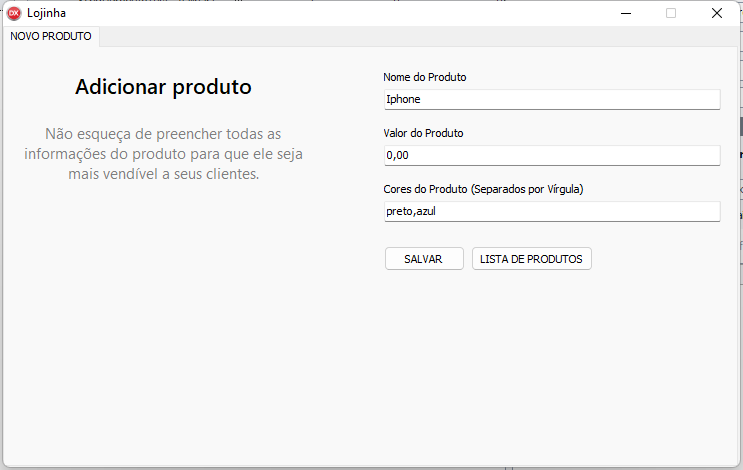 DX Lojinha
NOVO PRODUTO
Adicionar produto
Não esqueça de preencher todas as
informações do produto para que ele seja
mais vendível a seus clientes.
Nome do Produto
Iphone
Valor do Produto
0,00
Cores do Produto (Separados por Vírgula)
preto,azul
SALVAR LISTA DE PRODUTOS